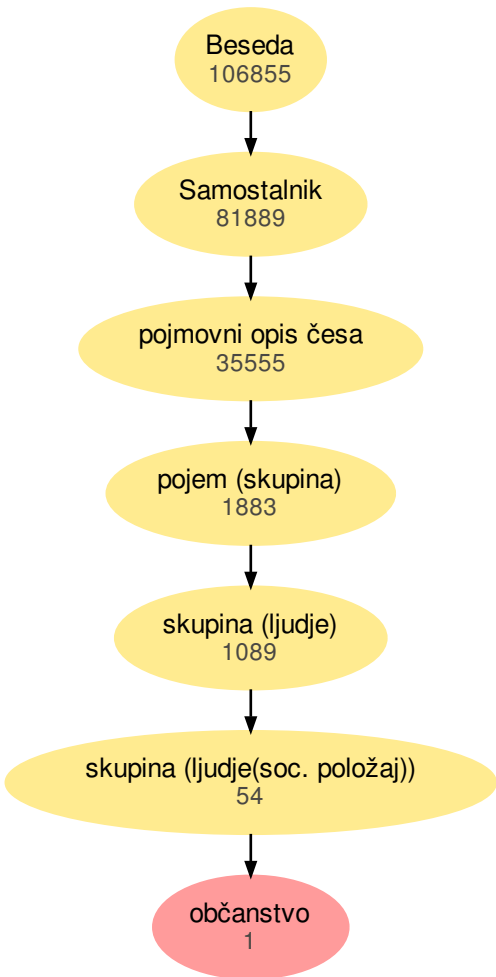 Beseda
106855
Samostalnik
81889
pojmovni opis česa
35555
pojem (skupina)
1883
skupina (ljudje)
1089
skupina (ljudje(soc. položaj))
54
občanstvo
1